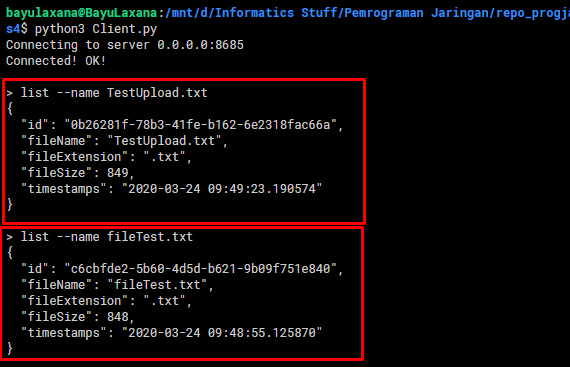 bayulaxana@BayuLaxana:/mnt/d/Informatics Stuff/Pemrograman Jaringan/repo_progja
s4$ python3 Client.py
Connecting to server 0.0.0.0:8685
Connected! OK!
> list --name TestUpload.txt
{
  "id": "0b26281f-78b3-41fe-b162-6e2318fac66a",
  "fileName": "TestUpload.txt",
  "fileExtension": ".txt",
  "fileSize": 849,
  "timestamps": "2020-03-24 09:49:23.190574"
}
> list --name fileTest.txt
{
  "id": "c6cbfde2-5b60-4d5d-b621-9b09f751e840",
  "fileName": "fileTest.txt",
  "fileExtension": ".txt",
  "fileSize": 848,
  "timestamps": "2020-03-24 09:48:55.125870"
}